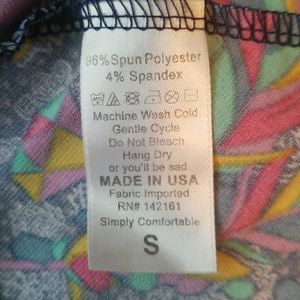 96%Spun Polyester
4% Spandex
Machine Wash Cold
Gentle Cycle
Do Not Bleach
Hang Dry
or you'll be sad
MADE IN USA
Fabric Imported
RN# 142161
Simply Comfortable
S